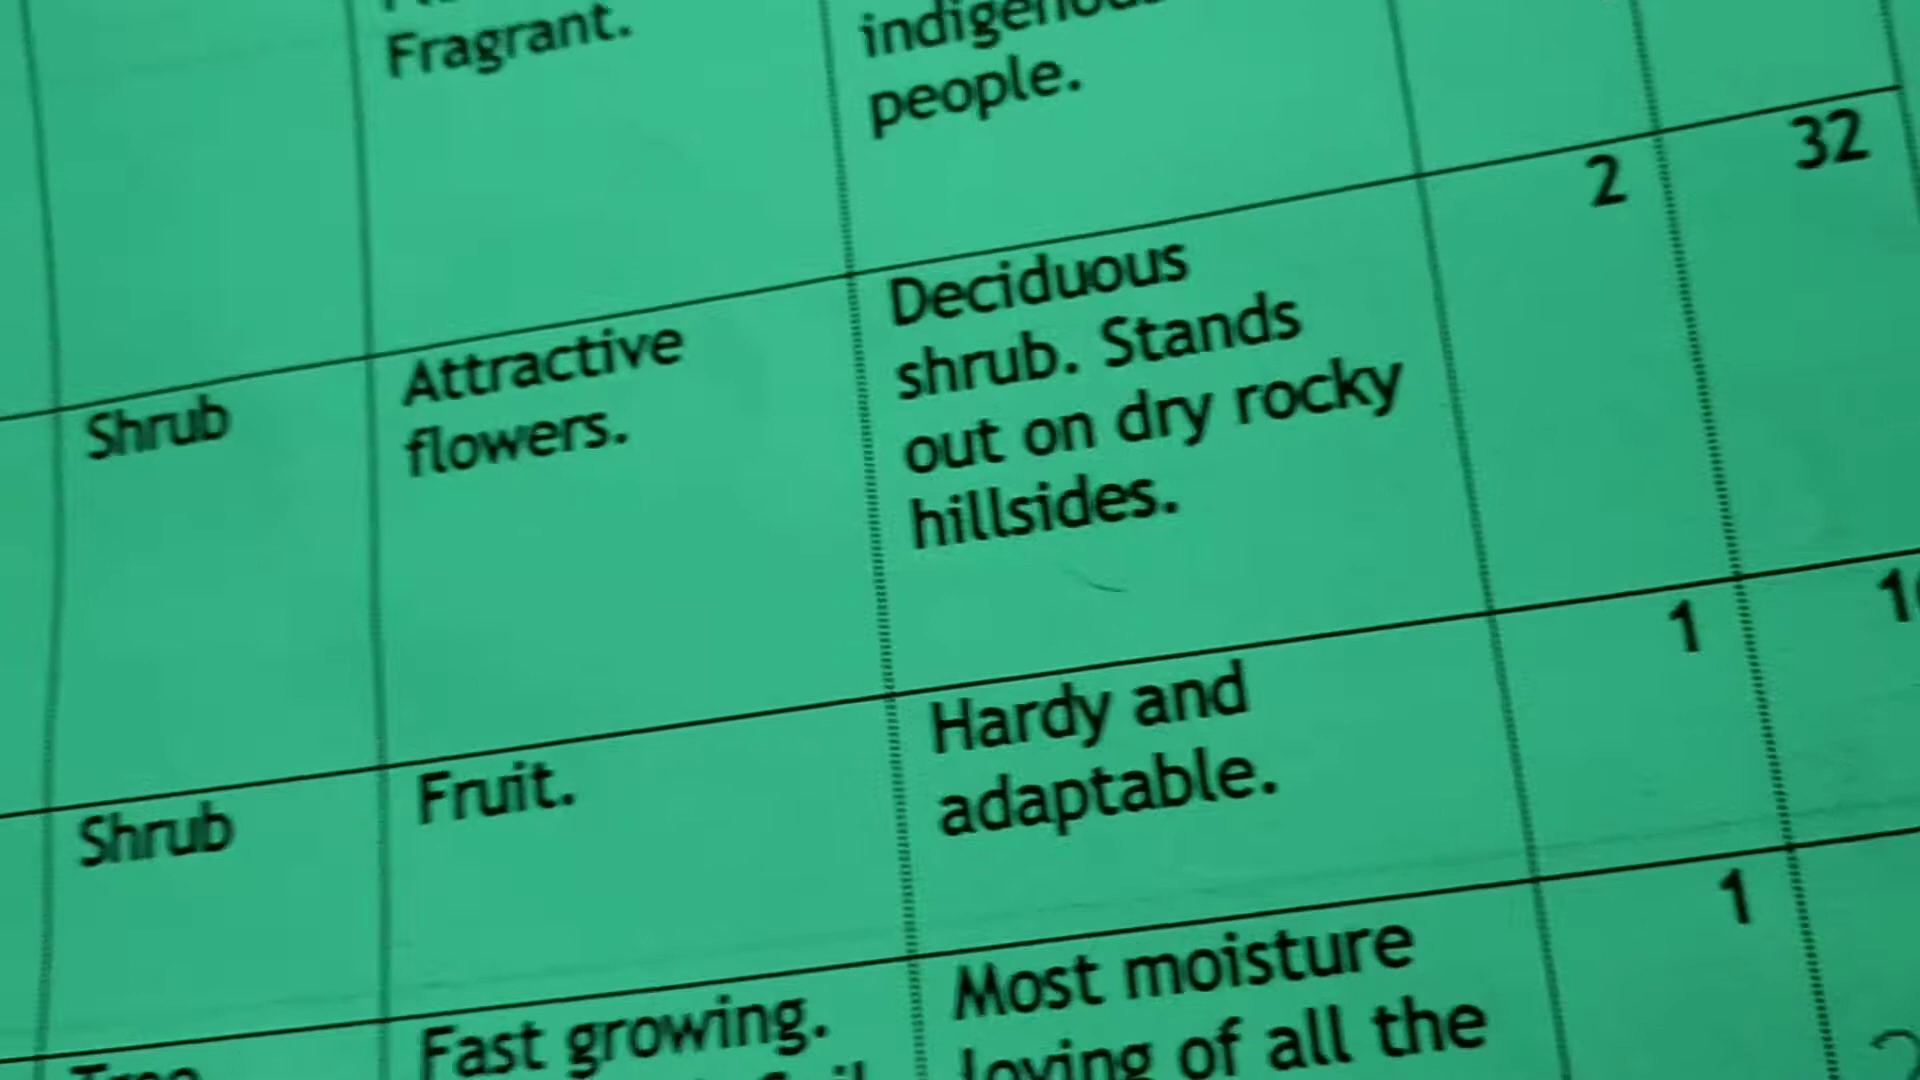 Fragrant.
people.
Shrub
Attractive
flowers.
Deciduous
shrub. Stands
out on dry rocky
hillsides.
2
32
Shrub
Fruit.
Hardy and
adaptable.
1
Fast growing.
Most moisture
loving of all the
1